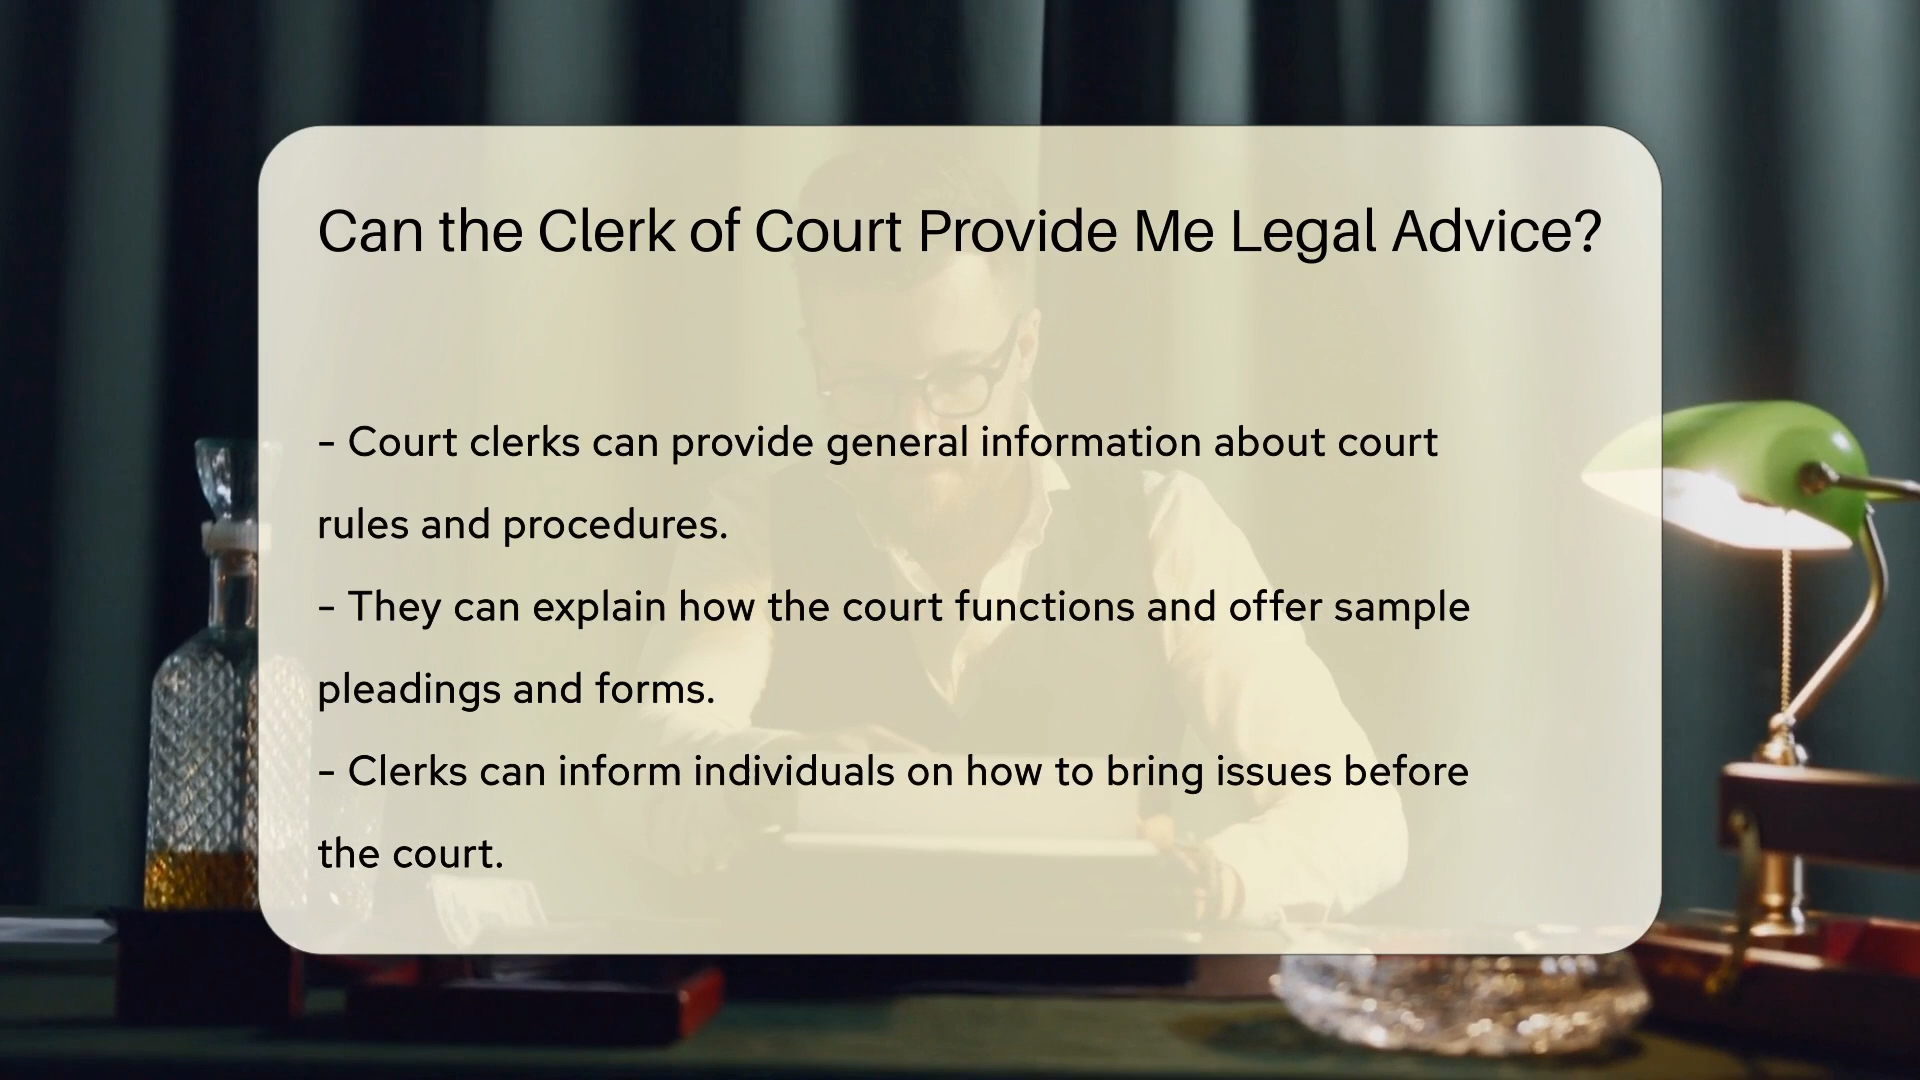 Can the Clerk of Court Provide Me Legal Advice?
- Court clerks can provide general information about court
rules and procedures.
- They can explain how the court functions and offer sample
pleadings and forms.
- Clerks can inform individuals on how to bring issues before
the court.